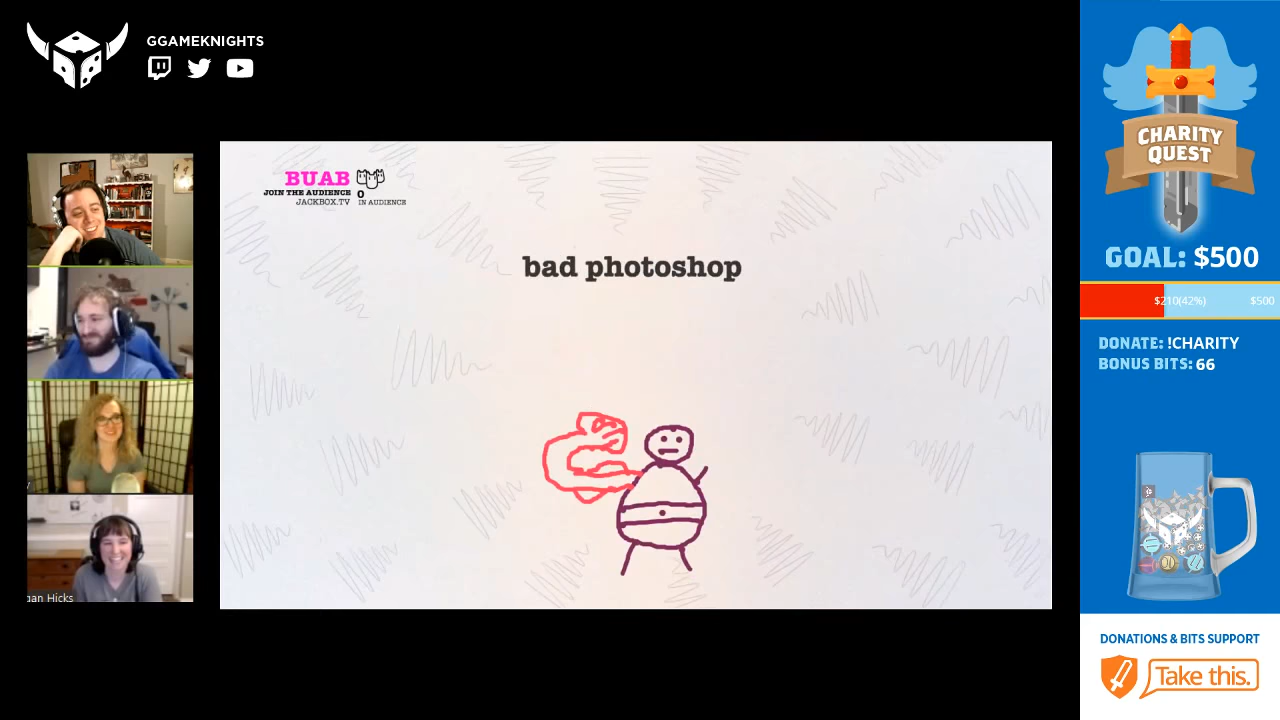 GGAMEKNIGHTS
BUAB
JOIN THE AUDIENCE
JACKBOX.TV
0
IN AUDIENCE
bad photoshop
gan Hicks
CHARITY
QUEST
GOAL: $500
$210(42%) $500
DONATE: !CHARITY
BONUS BITS: 66
DONATIONS & BITS SUPPORT
Take this.